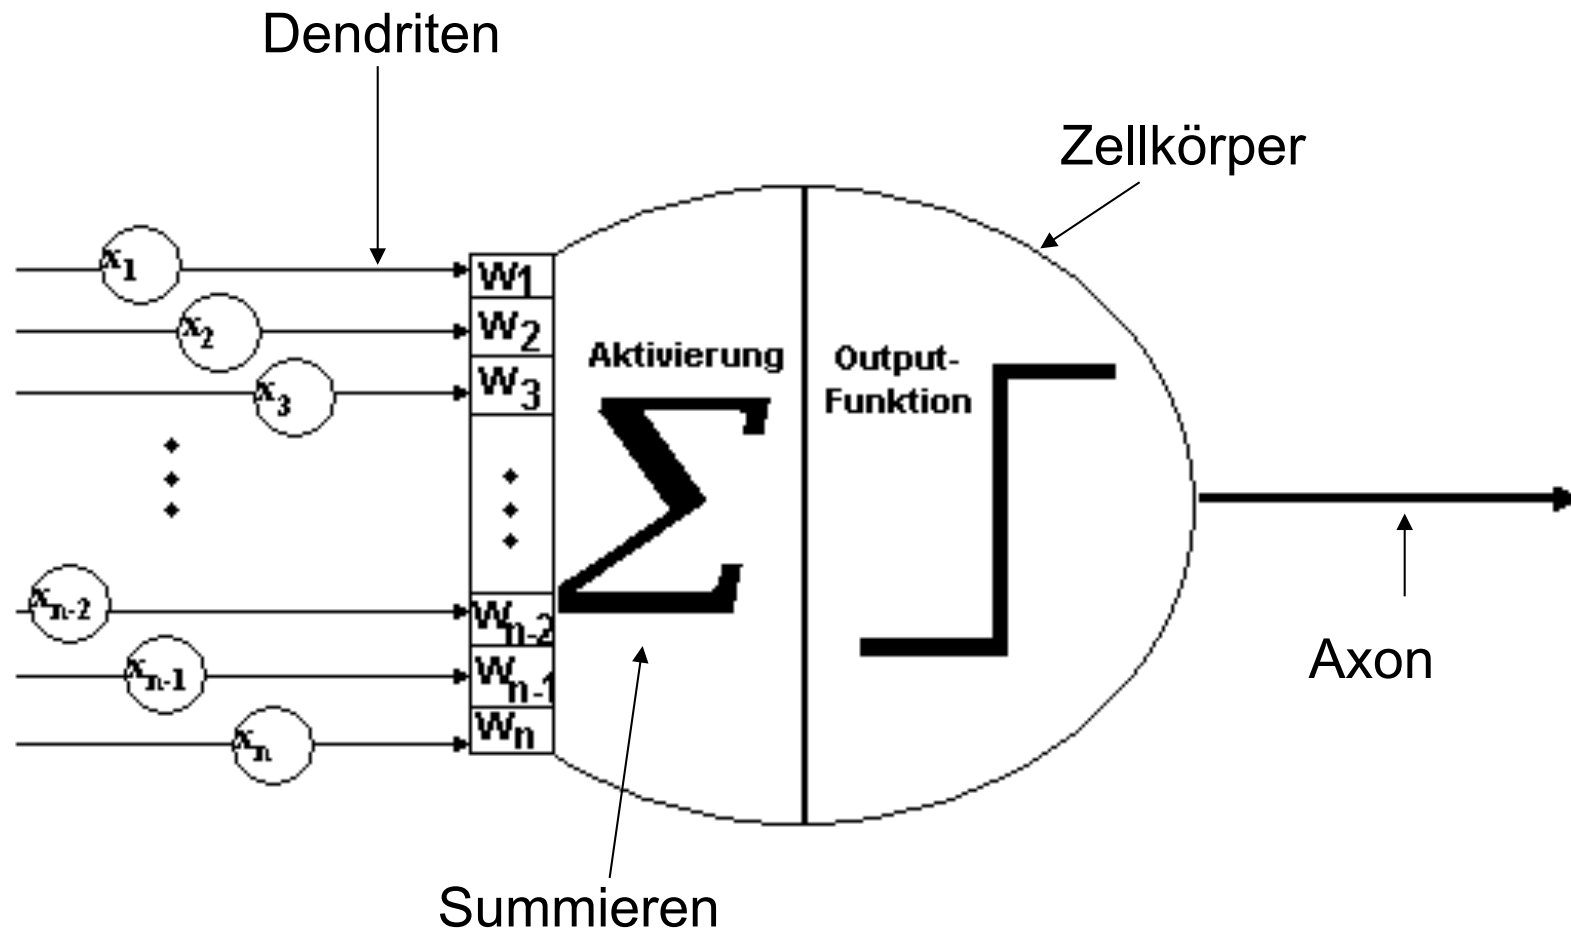 Dendriten
Zellkörper
x1
x2
x3
xn-2
xn-1
xn
w1
w2
w3
wn-2
wn-1
wn
Aktivierung
Σ
Output-
Funktion
Axon
Summieren